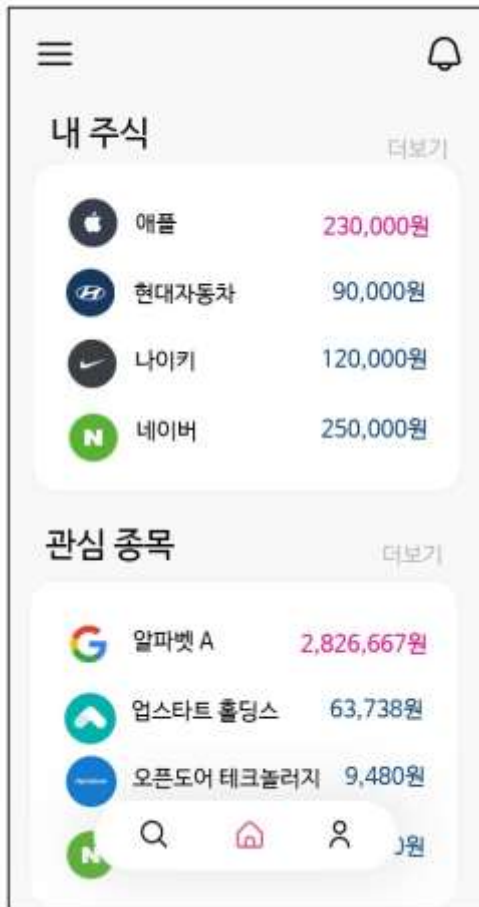 내 주식
더보기
애플 230,000원
현대자동차 90,000원
나이키 120,000원
네이버 250,000원
관심 종목
더보기
알파벳 A 2,826,667원
업스타트 홀딩스 63,738원
오픈도어 테크놀러지 9,480원
원